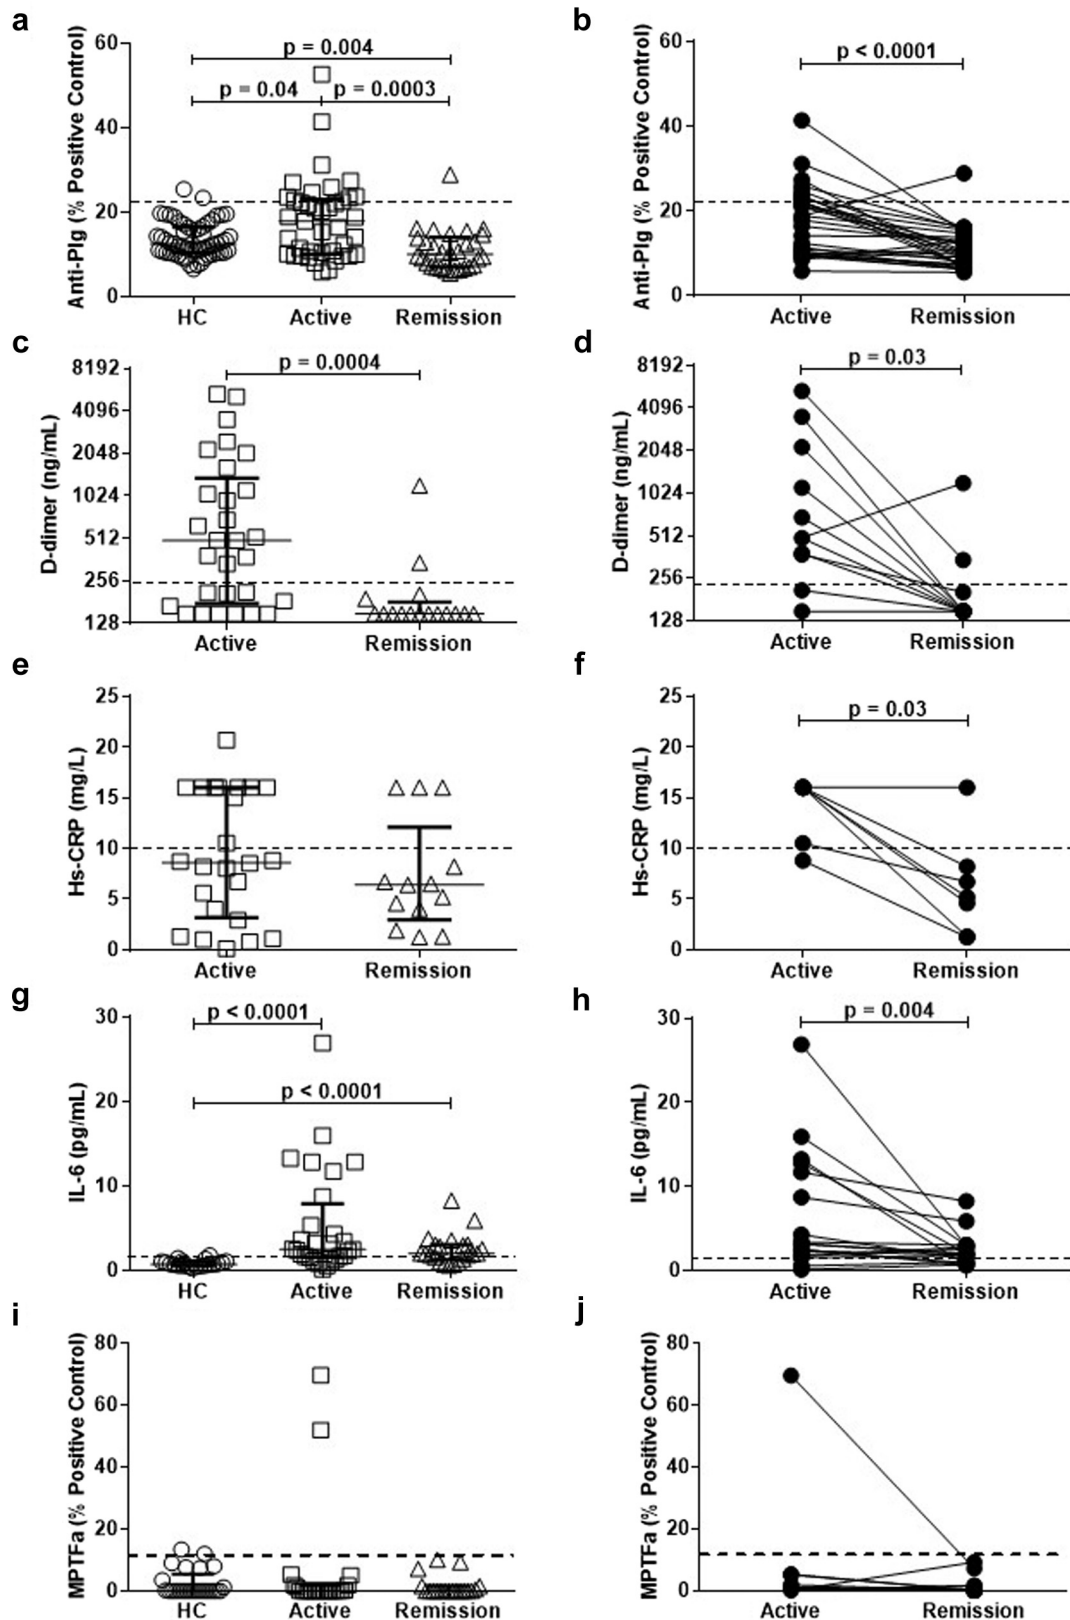 a
60
40
20
0
Anti-Plg (% Positive Control)
p = 0.004
p = 0.04
p = 0.0003
HC
Active
Remission
b
60
40
20
0
Anti-Plg (% Positive Control)
p < 0.0001
Active
Remission
c
8192
4096
2048
1024
512
256
128
D-dimer (ng/mL)
p = 0.0004
Active
Remission
d
8192
4096
2048
1024
512
256
128
D-dimer (ng/mL)
p = 0.03
Active
Remission
e
25
20
15
10
5
0
Hs-CRP (mg/L)
Active
Remission
f
25
20
15
10
5
0
Hs-CRP (mg/L)
p = 0.03
Active
Remission
g
30
20
10
0
IL-6 (pg/mL)
p < 0.0001
p < 0.0001
HC
Active
Remission
h
30
20
10
0
IL-6 (pg/mL)
p = 0.004
Active
Remission
i
80
60
40
20
0
MPTFa (% Positive Control)
HC
Active
Remission
j
80
60
40
20
0
MPTFa (% Positive Control)
Active
Remission